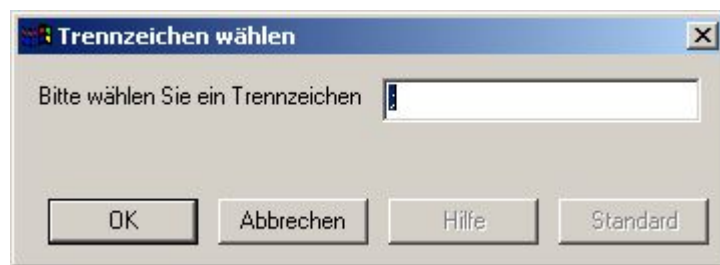 Trennzeichen wählen
Bitte wählen Sie ein Trennzeichen ;
OK Abbrechen Hilfe Standard